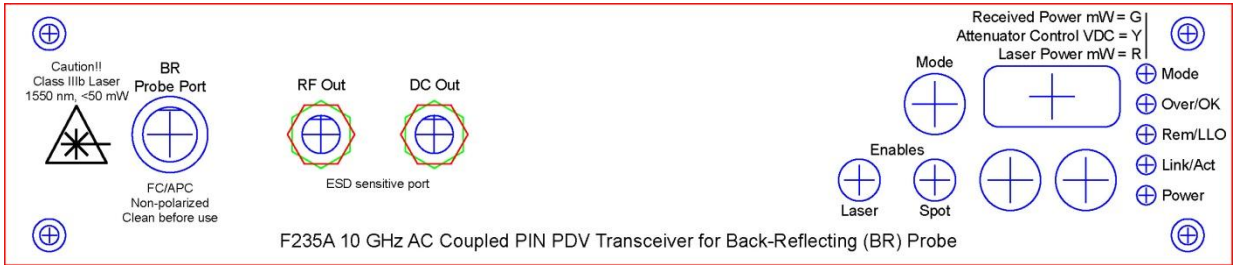 Received Power mW = G
Attenuator Control VDC = Y
Laser Power mW = R
Caution!!
Class IIIb Laser
1550 nm, <50 mW
BR
Probe Port
RF Out
DC Out
Mode
Mode
Over/OK
Rem/LLO
Link/Act
Power
Enables
Laser
Spot
FC/APC
Non-polarized
Clean before use
ESD sensitive port
F235A 10 GHz AC Coupled PIN PDV Transceiver for Back-Reflecting (BR) Probe